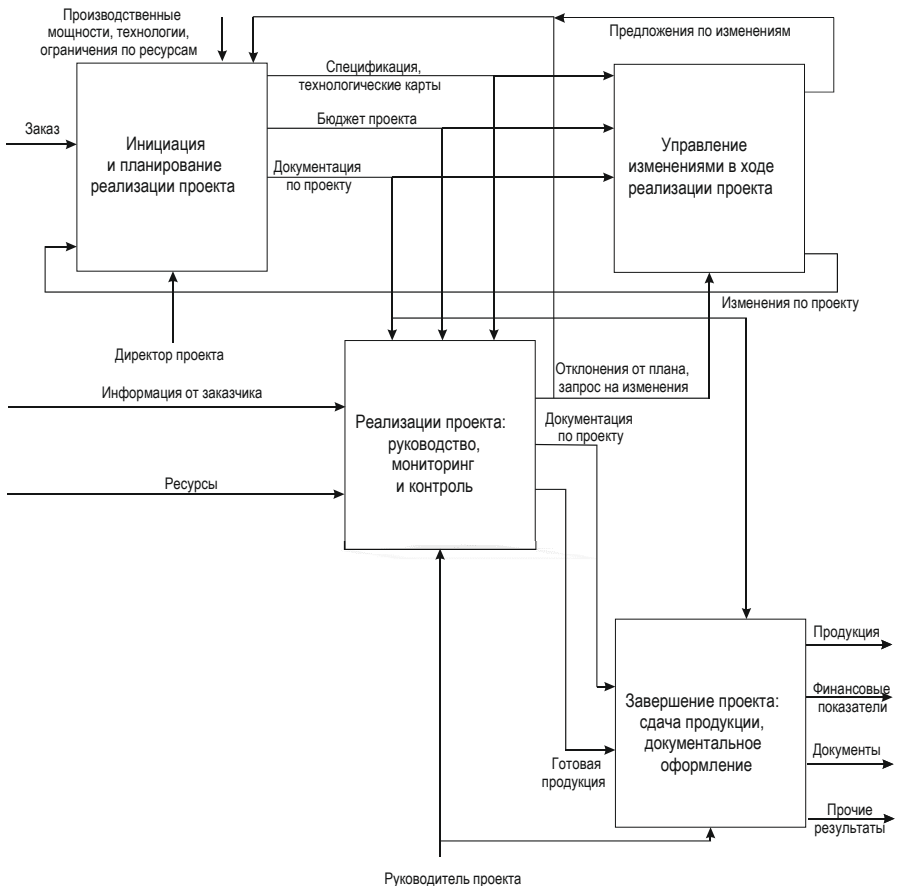 Производственные
мощности, технологии,
ограничения по ресурсам
Предложения по изменениям
Спецификация,
технологические карты
Заказ
Бюджет проекта
Инициация
и планирование
реализации проекта
Управление
изменениями в ходе
реализации проекта
Документация
по проекту
Изменения по проекту
Директор проекта
Отклонения от плана,
запрос на изменения
Информация от заказчика
Реализации проекта:
руководство,
мониторинг
и контроль
Документация
по проекту
Ресурсы
Продукция
Завершение проекта:
сдача продукции,
документальное
оформление
Финансовые
показатели
Документы
Готовая
продукция
Прочие
результаты
Руководитель проекта